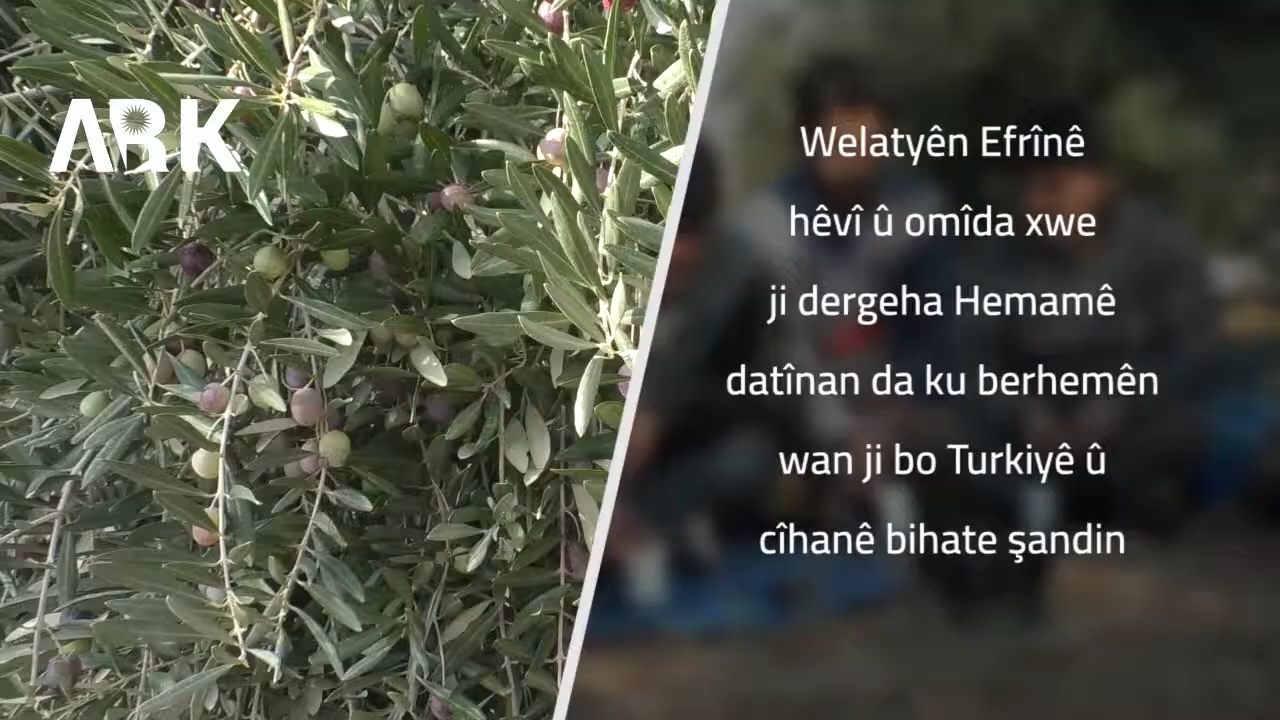 ARK
Welatyên Efrînê
hêvî û omîda xwe
ji dergeha Hemamê
datînan da ku berhemên
wan ji bo Turkiyê û
cîhanê bihate şandin